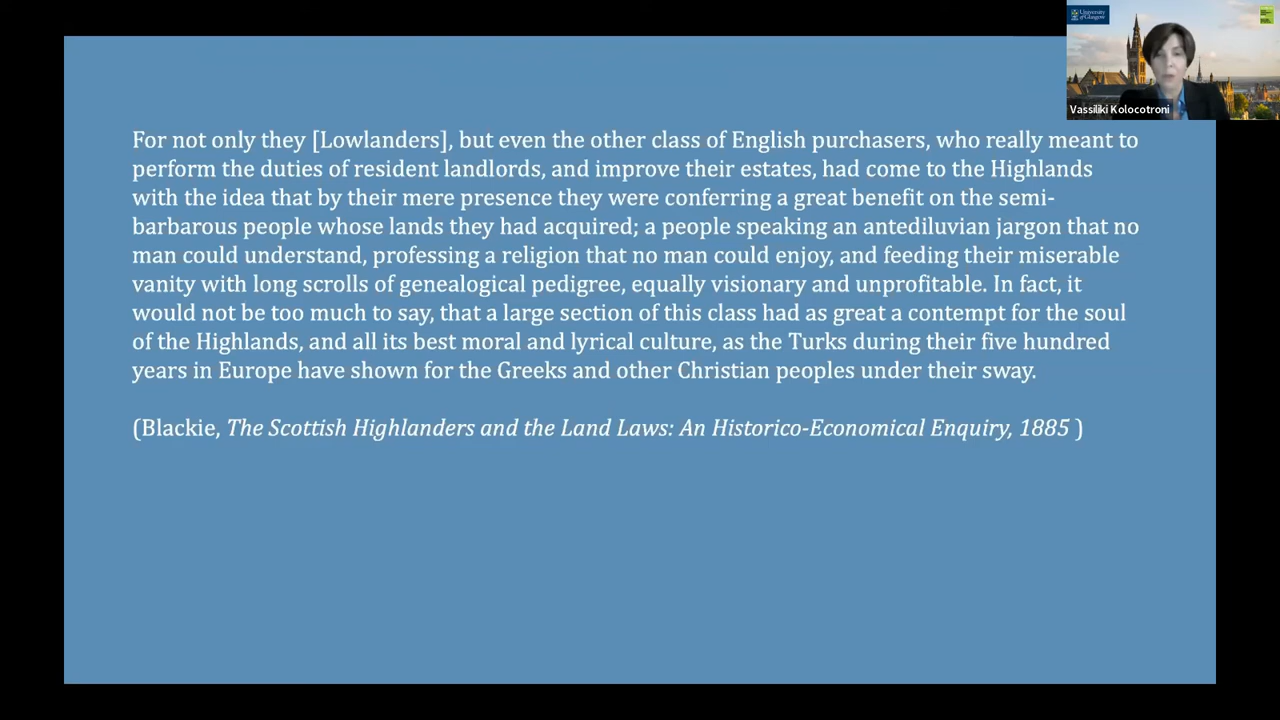 University
of Glasgow
Vassiliki Kolocotroni
For not only they [Lowlanders], but even the other class of English purchasers, who really meant to
perform the duties of resident landlords, and improve their estates, had come to the Highlands
with the idea that by their mere presence they were conferring a great benefit on the semi-
barbarous people whose lands they had acquired; a people speaking an antediluvian jargon that no
man could understand, professing a religion that no man could enjoy, and feeding their miserable
vanity with long scrolls of genealogical pedigree, equally visionary and unprofitable. In fact, it
would not be too much to say, that a large section of this class had as great a contempt for the soul
of the Highlands, and all its best moral and lyrical culture, as the Turks during their five hundred
years in Europe have shown for the Greeks and other Christian peoples under their sway.
(Blackie, The Scottish Highlanders and the Land Laws: An Historico-Economical Enquiry, 1885 )